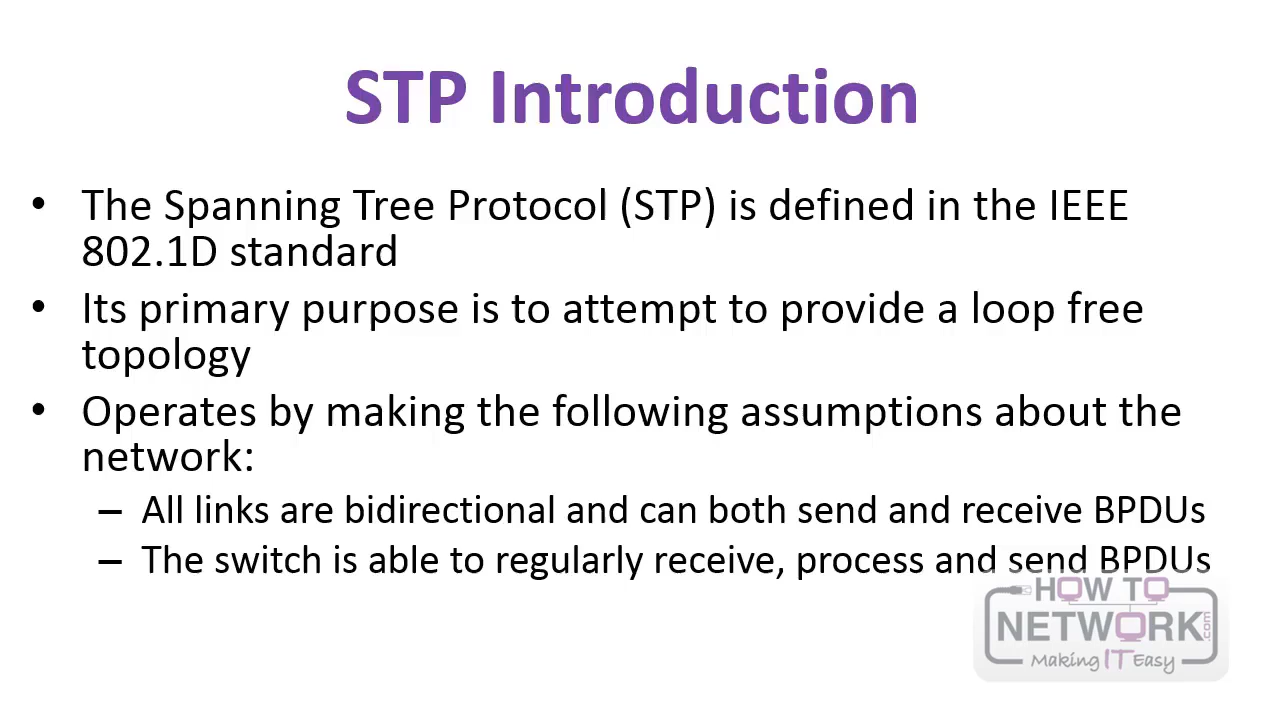 STP Introduction
• The Spanning Tree Protocol (STP) is defined in the IEEE
802.1D standard
• Its primary purpose is to attempt to provide a loop free
topology
• Operates by making the following assumptions about the
network:
– All links are bidirectional and can both send and receive BPDUs
– The switch is able to regularly receive, process and send BPDUs
HOW TO
NETWORK.com
Making IT Easy